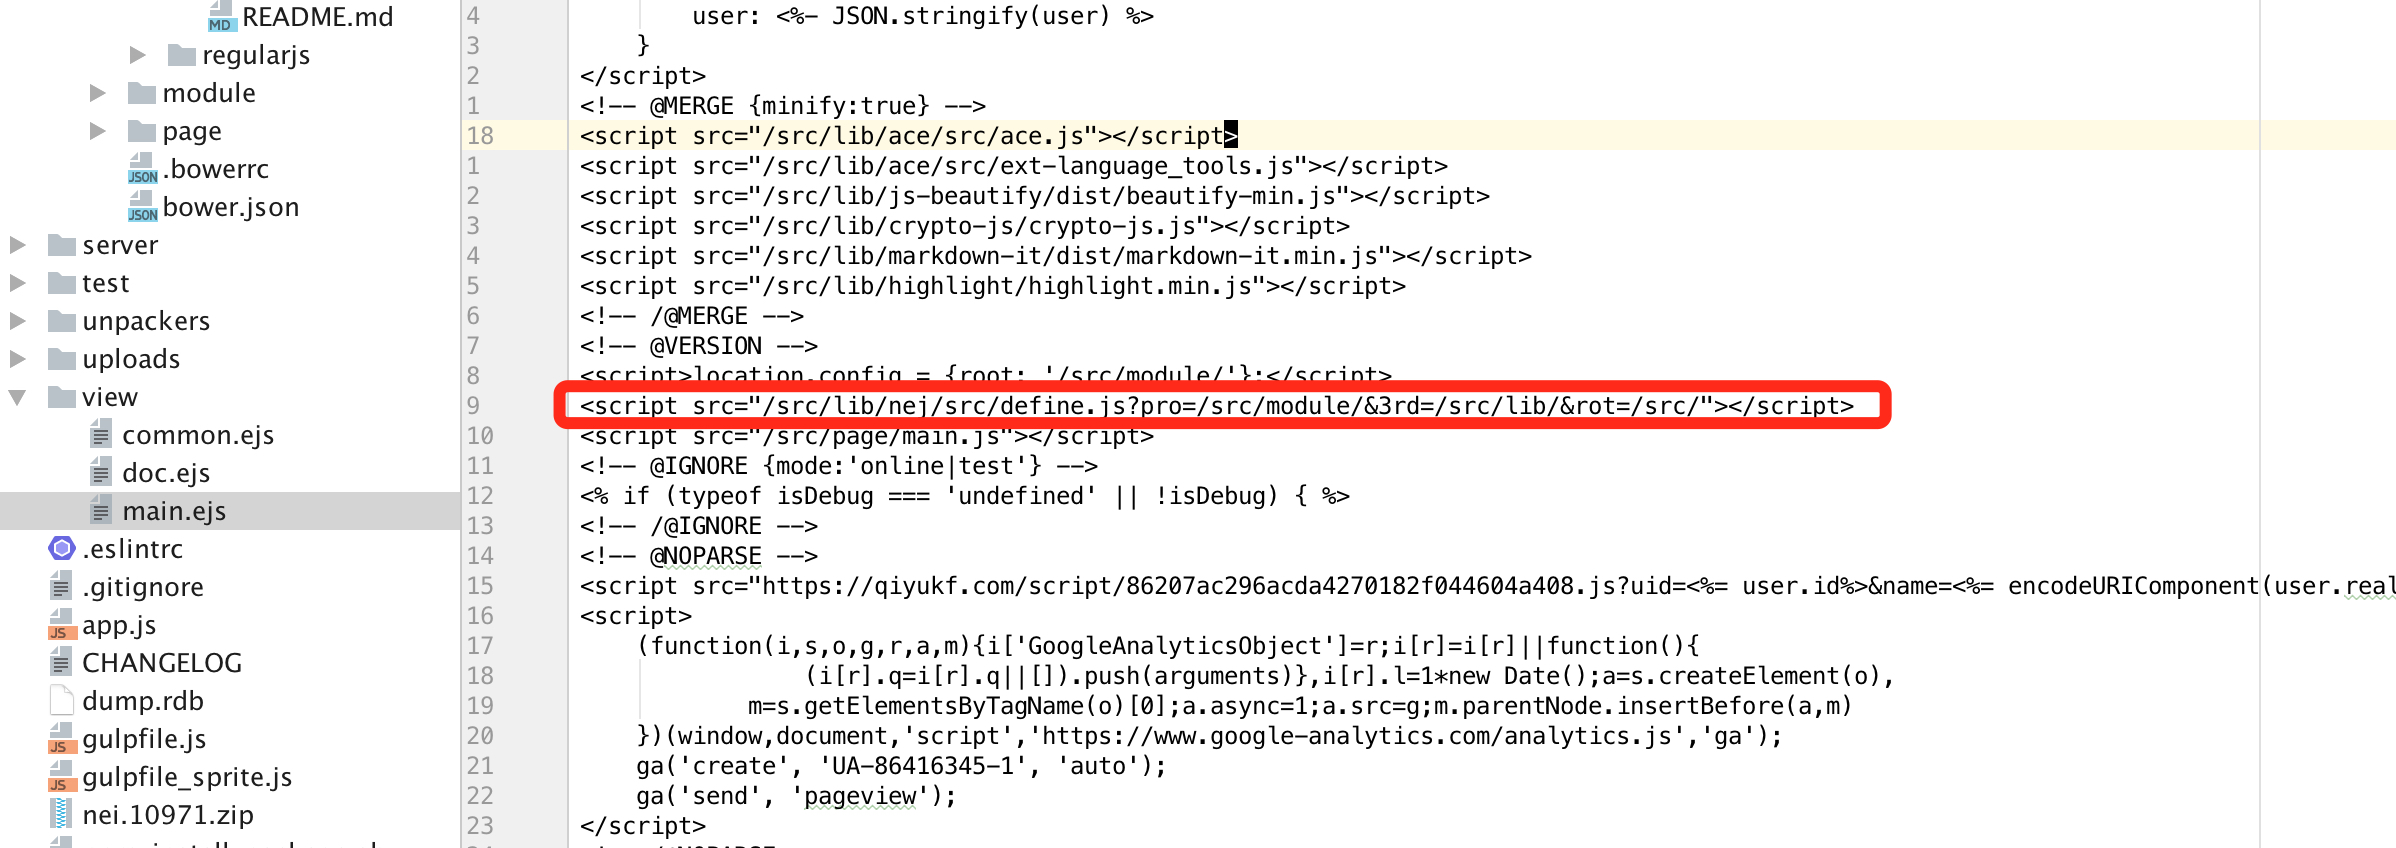 README.md
regularjs
module
page
.bowerrc
bower.json
server
test
unpackers
uploads
view
common.ejs
doc.ejs
main.ejs
.eslintrc
.gitignore
app.js
CHANGELOG
dump.rdb
gulpfile.js
gulpfile_sprite.js
nei.10971.zip
4 user: <%- JSON.stringify(user) %>
3 }
2 </script>
1 <!-- @MERGE {minify:true} -->
18 <script src="/src/lib/ace/src/ace.js"></script>
1 <script src="/src/lib/ace/src/ext-language_tools.js"></script>
2 <script src="/src/lib/js-beautify/dist/beautify-min.js"></script>
3 <script src="/src/lib/crypto-js/crypto-js.js"></script>
4 <script src="/src/lib/markdown-it/dist/markdown-it.min.js"></script>
5 <script src="/src/lib/highlight/highlight.min.js"></script>
6 <!-- /@MERGE -->
7 <!-- @VERSION -->
8 <script>location.config = {root: '/src/module/'};</script>
9 <script src="/src/lib/nej/src/define.js?pro=/src/module/&3rd=/src/lib/&rot=/src/"></script>
10 <script src="/src/page/main.js"></script>
11 <!-- @IGNORE {mode:'online|test'} -->
12 <% if (typeof isDebug === 'undefined' || !isDebug) { %>
13 <!-- /@IGNORE -->
14 <!-- @NOPARSE -->
15 <script src="https://qiyukf.com/script/86207ac296acda4270182f044604a408.js?uid=<%= user.id%>&name=<%= encodeURIComponent(user.real
16 <script>
17 (function(i,s,o,g,r,a,m){i['GoogleAnalyticsObject']=r;i[r]=i[r]||function(){
18 (i[r].q=i[r].q||[]).push(arguments)},i[r].l=1*new Date();a=s.createElement(o),
19 m=s.getElementsByTagName(o)[0];a.async=1;a.src=g;m.parentNode.insertBefore(a,m)
20 })(window,document,'script','https://www.google-analytics.com/analytics.js','ga');
21 ga('create', 'UA-86416345-1', 'auto');
22 ga('send', 'pageview');
23 </script>